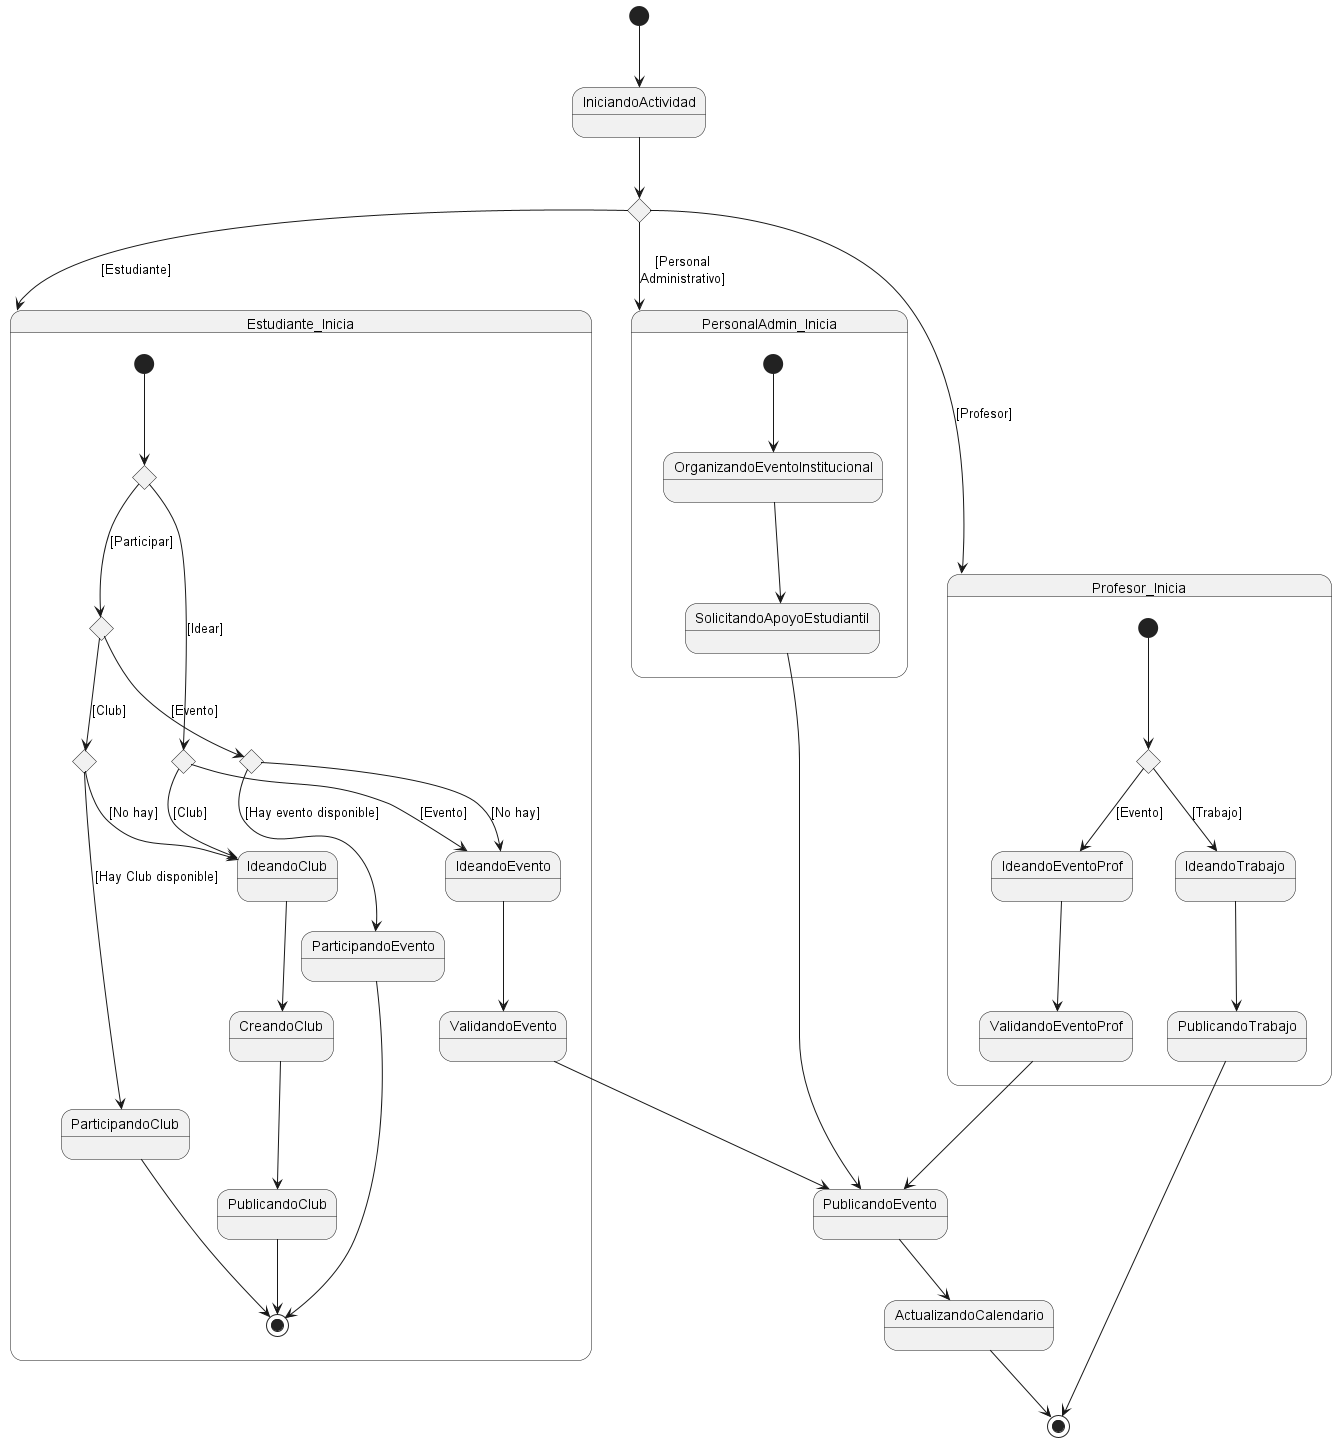 IniciandoActividad
[Estudiante]
[Personal
Administrativo]
[Profesor]
Estudiante_Inicia
PersonalAdmin_Inicia
OrganizandoEventoInstitucional
[Participar]
[Idear]
SolicitandoApoyoEstudiantil
Profesor_Inicia
[Club]
[Evento]
[No hay]
[Club]
[Hay evento disponible]
[Evento]
[No hay]
[Evento]
[Trabajo]
IdeandoClub
IdeandoEvento
IdeandoEventoProf
IdeandoTrabajo
[Hay Club disponible]
ParticipandoEvento
CreandoClub
ValidandoEvento
ValidandoEventoProf
PublicandoTrabajo
ParticipandoClub
PublicandoClub
PublicandoEvento
ActualizandoCalendario